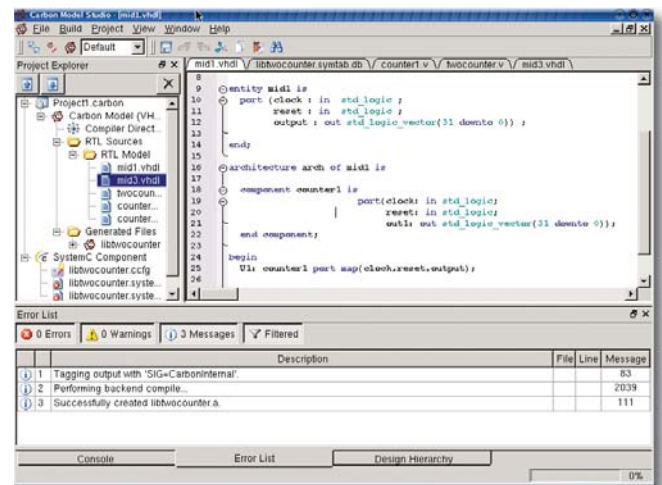 Carbon Model Studio - [mid1.vhdl]
File Build Project View Window Help
Default
Project Explorer
mid1.vhdl libtwocounter.symtab.db counter1.v twocounter.v mid3.vhdl
Project1.carbon
Carbon Model (VH...
Compiler Direct...
RTL Sources
RTL Model
mid1.vhdl
mid3.vhdl
twocoun...
counter...
counter...
Generated Files
libtwocounter
SystemC Component
libtwocounter.ccfg
libtwocounter.syste...
libtwocounter.syste...
8
9 entity mid1 is
10 port (clock : in std_logic ;
11 reset : in std_logic ;
12 output : out std_logic_vector(31 downto 0)) ;
13
14 end;
15
16 architecture arch of mid1 is
17
18 component counter1 is
19 port(clock: in std_logic;
20 reset: in std_logic;
21 out1: out std_logic_vector(31 downto 0));
22 end component;
23
24 begin
25 U1: counter1 port map(clock,reset,output);
26
Error List
0 Errors 0 Warnings 3 Messages Filtered
Description File Line Message
1 Tagging output with 'SIG=CarbonInternal'. 83
2 Performing backend compile... 2039
3 Successfully created libtwocounter.a. 111
Console Error List Design Hierarchy
0%